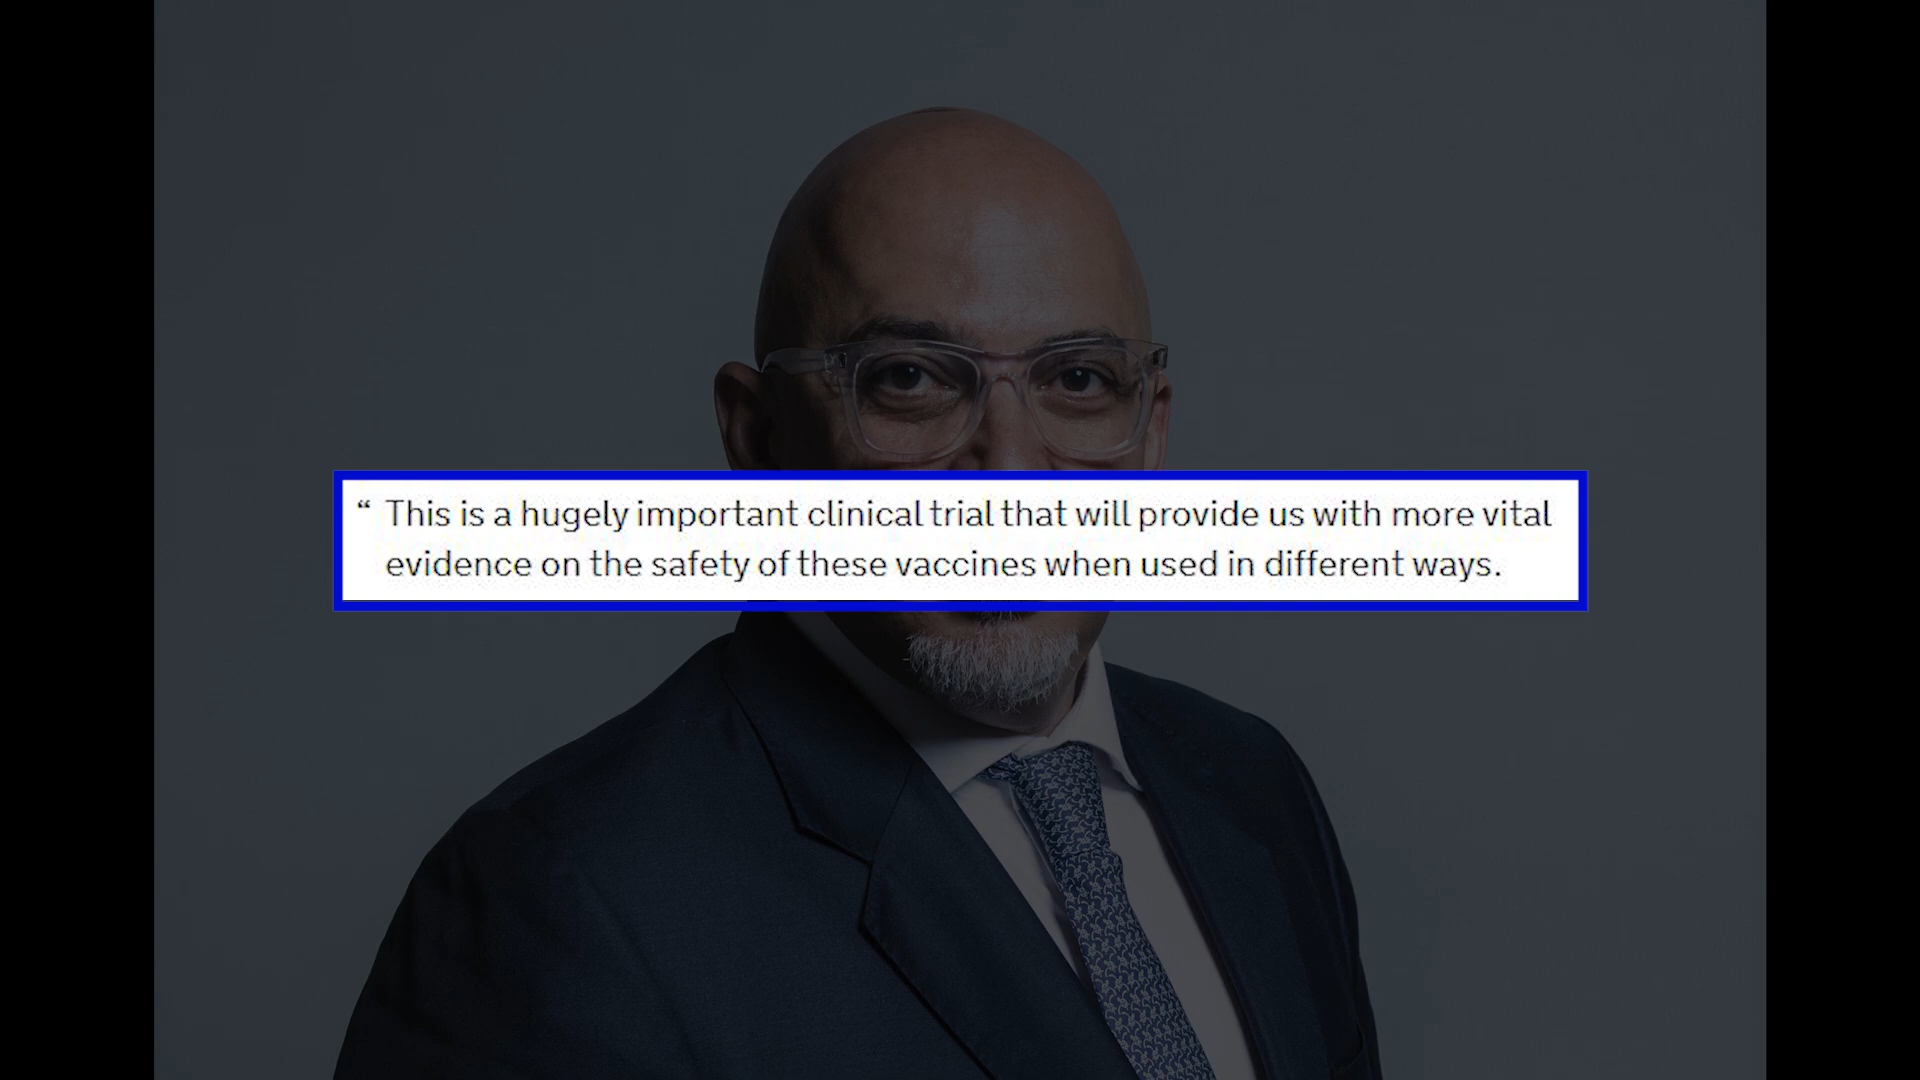 “ This is a hugely important clinical trial that will provide us with more vital
evidence on the safety of these vaccines when used in different ways.